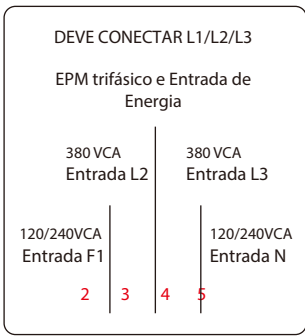 DEVE CONECTAR L1/L2/L3
EPM trifásico e Entrada de
Energia
380 VCA
Entrada L2
380 VCA
Entrada L3
120/240VCA
Entrada F1
120/240VCA
Entrada N
2 3 4 5